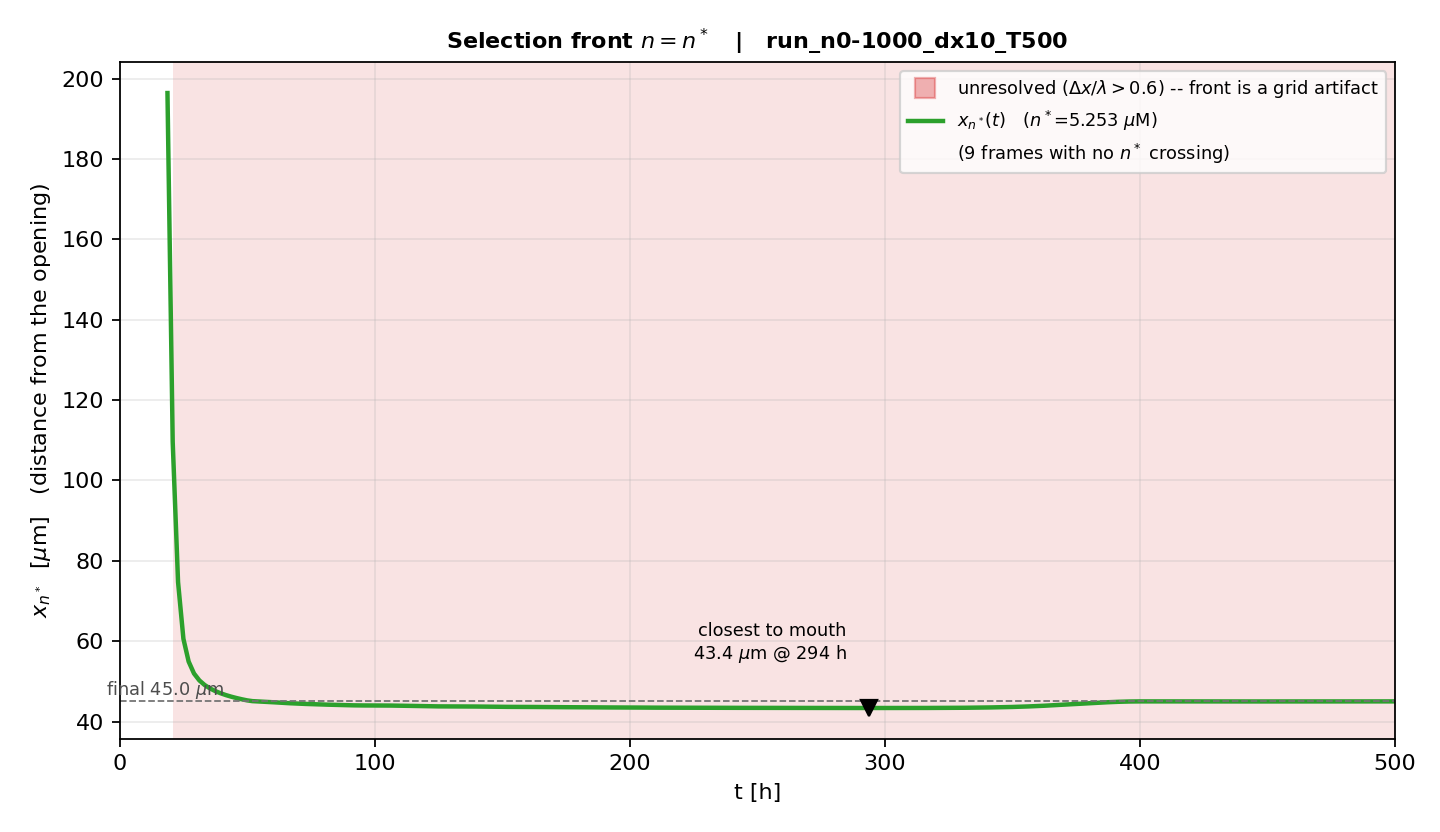 Selection front n = n* | run_n0-1000_dx10_T500
unresolved (Δx/λ > 0.6) -- front is a grid artifact
xₙ*(t) (n*=5.253 μM)
(9 frames with no n* crossing)
xₙ* [μm] (distance from the opening)
200
180
160
140
120
100
80
60
40
closest to mouth
43.4 μm @ 294 h
final 45.0 μm
0 100 200 300 400 500
t [h]